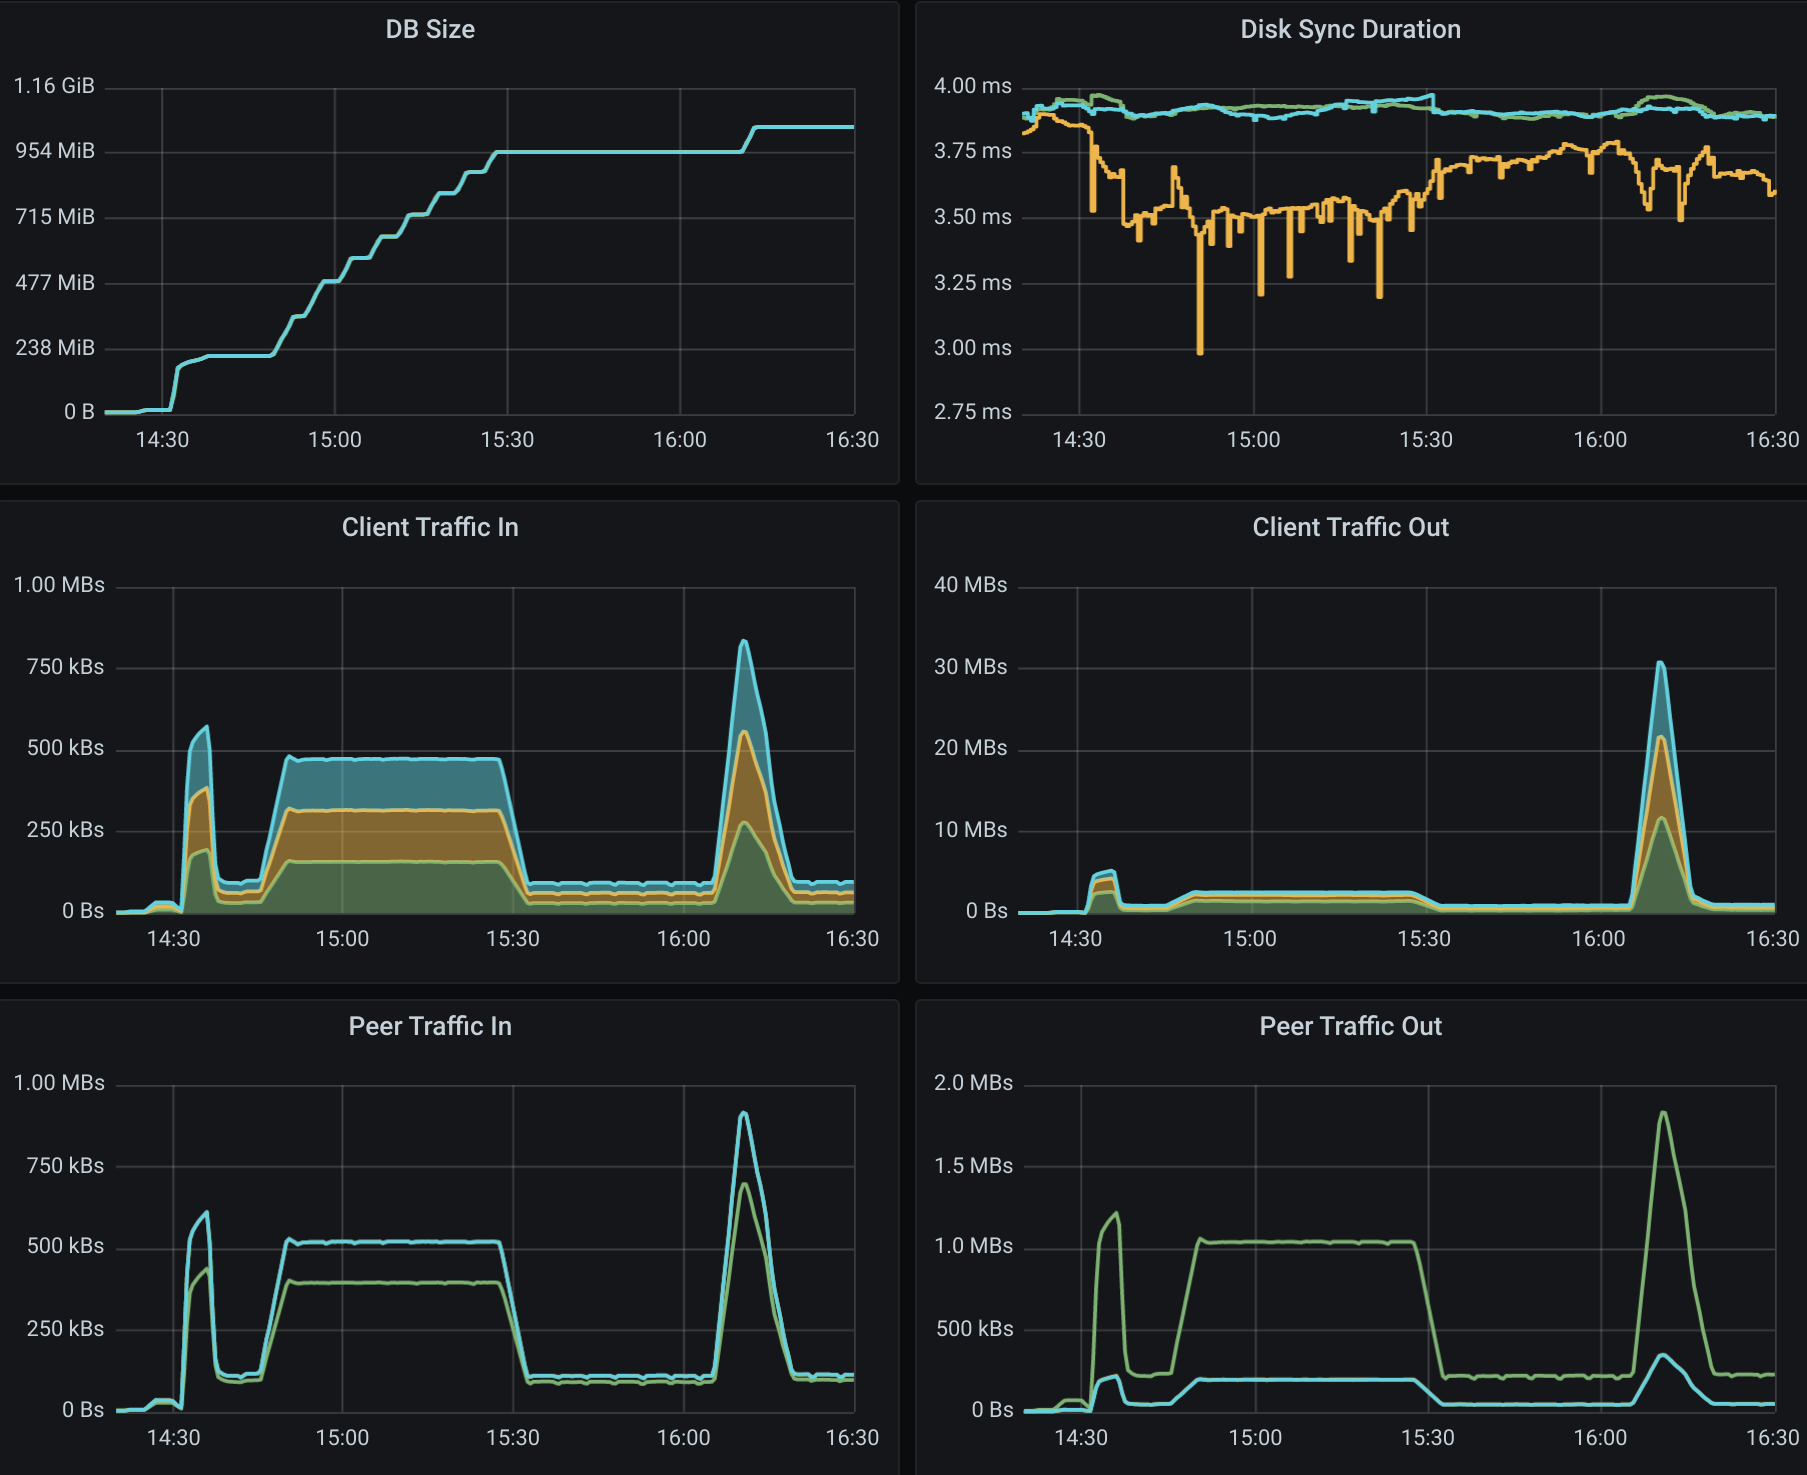 DB Size
1.16 GiB
954 MiB
715 MiB
477 MiB
238 MiB
0 B
14:30 15:00 15:30 16:00 16:30
Disk Sync Duration
4.00 ms
3.75 ms
3.50 ms
3.25 ms
3.00 ms
2.75 ms
14:30 15:00 15:30 16:00 16:30
Client Traffic In
1.00 MBs
750 kBs
500 kBs
250 kBs
0 Bs
14:30 15:00 15:30 16:00 16:30
Client Traffic Out
40 MBs
30 MBs
20 MBs
10 MBs
0 Bs
14:30 15:00 15:30 16:00 16:30
Peer Traffic In
1.00 MBs
750 kBs
500 kBs
250 kBs
0 Bs
14:30 15:00 15:30 16:00 16:30
Peer Traffic Out
2.0 MBs
1.5 MBs
1.0 MBs
500 kBs
0 Bs
14:30 15:00 15:30 16:00 16:30